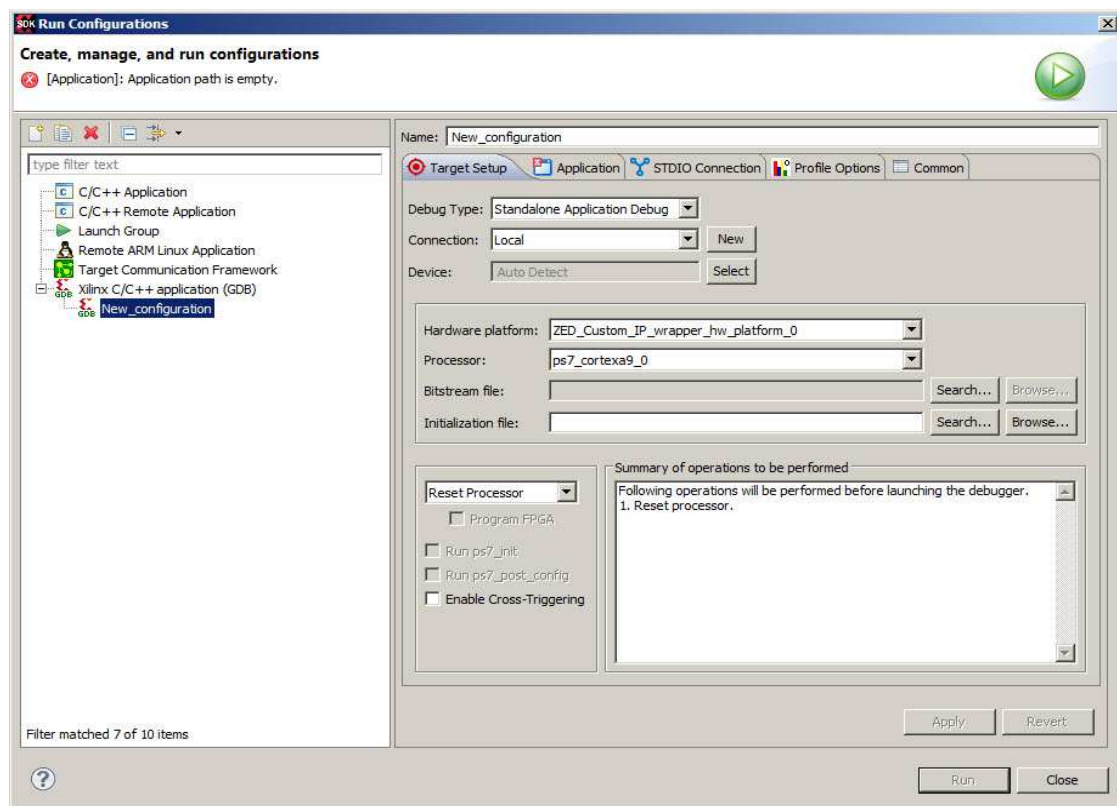 SDK Run Configurations
Create, manage, and run configurations
[Application]: Application path is empty.
Name: New_configuration
type filter text
Target Setup Application STDIO Connection Profile Options Common
C/C++ Application
C/C++ Remote Application
Launch Group
Remote ARM Linux Application
Target Communication Framework
Xilinx C/C++ application (GDB)
New_configuration
Debug Type: Standalone Application Debug
Connection: Local New
Device: Auto Detect Select
Hardware platform: ZED_Custom_IP_wrapper_hw_platform_0
Processor: ps7_cortexa9_0
Bitstream file: Search... Browse...
Initialization file: Search... Browse...
Reset Processor
Program FPGA
Run ps7_init
Run ps7_post_config
Enable Cross-Triggering
Summary of operations to be performed
Following operations will be performed before launching the debugger.
1. Reset processor.
Apply Revert
Filter matched 7 of 10 items
? Run Close